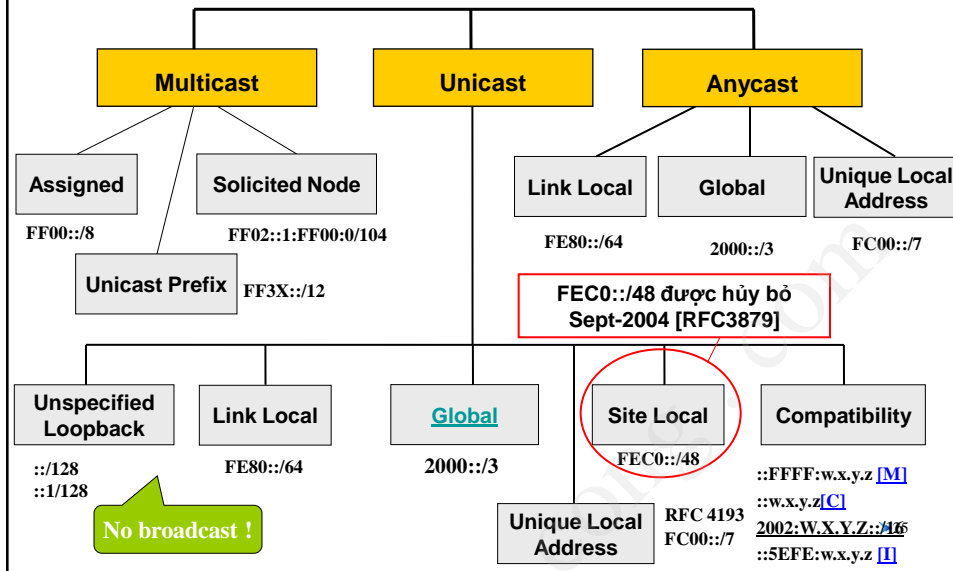 Multicast
Unicast
Anycast
Assigned
FF00::/8
Solicited Node
FF02::1:FF00:0/104
Unicast Prefix
FF3X::/12
Link Local
FE80::/64
Global
2000::/3
Unique Local
Address
FC00::/7
FEC0::/48 được hủy bỏ
Sept-2004 [RFC3879]
Unspecified
Loopback
::/128
::1/128
No broadcast !
Link Local
FE80::/64
Global
2000::/3
Unique Local
Address
RFC 4193
FC00::/7
Site Local
FEC0::/48
Compatibility
::FFFF:w.x.y.z [M]
::w.x.y.z[C]
2002:W.X.Y.Z::/16
::5EFE:w.x.y.z [I]